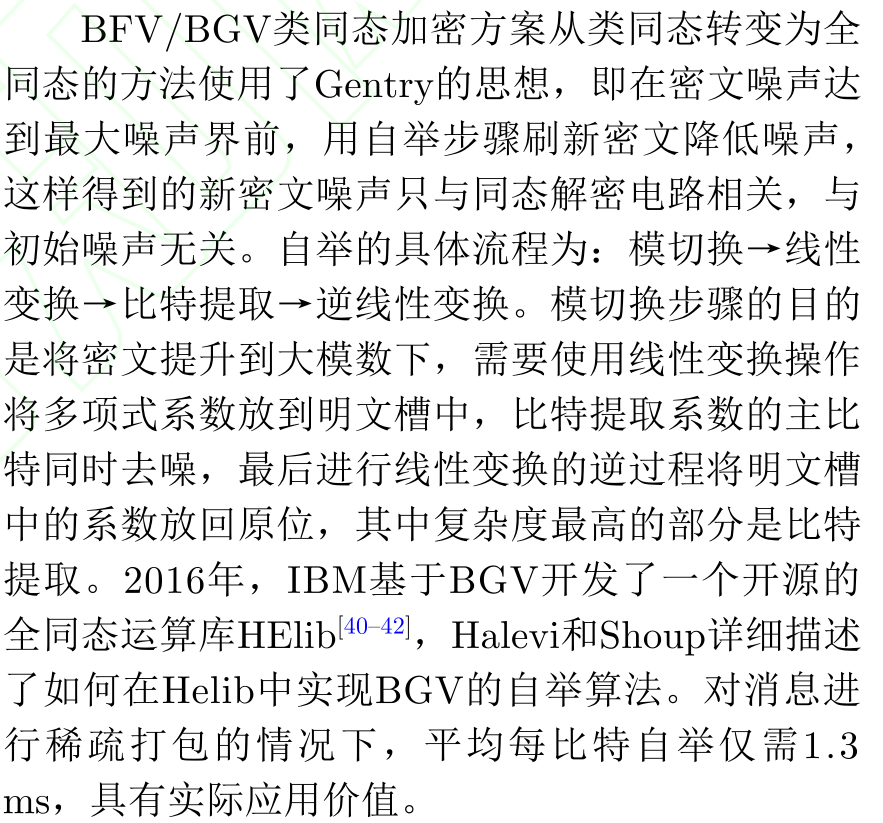 BFV/BGV类同态加密方案从类同态转变为全
同态的方法使用了Gentry的思想，即在密文噪声达
到最大噪声界前，用自举步骤刷新密文降低噪声，
这样得到的新密文噪声只与同态解密电路相关，与
初始噪声无关。自举的具体流程为：模切换→线性
变换→比特提取→逆线性变换。模切换步骤的目的
是将密文提升到大模数下，需要使用线性变换操作
将多项式系数放到明文槽中，比特提取系数的主比
特同时去噪，最后进行线性变换的逆过程将明文槽
中的系数放回原位，其中复杂度最高的部分是比特
提取。2016年，IBM基于BGV开发了一个开源的
全同态运算库HElib[40–42]，Halevi和Shoup详细描述
了如何在Helib中实现BGV的自举算法。对消息进
行稀疏打包的情况下，平均每比特自举仅需1.3
ms，具有实际应用价值。